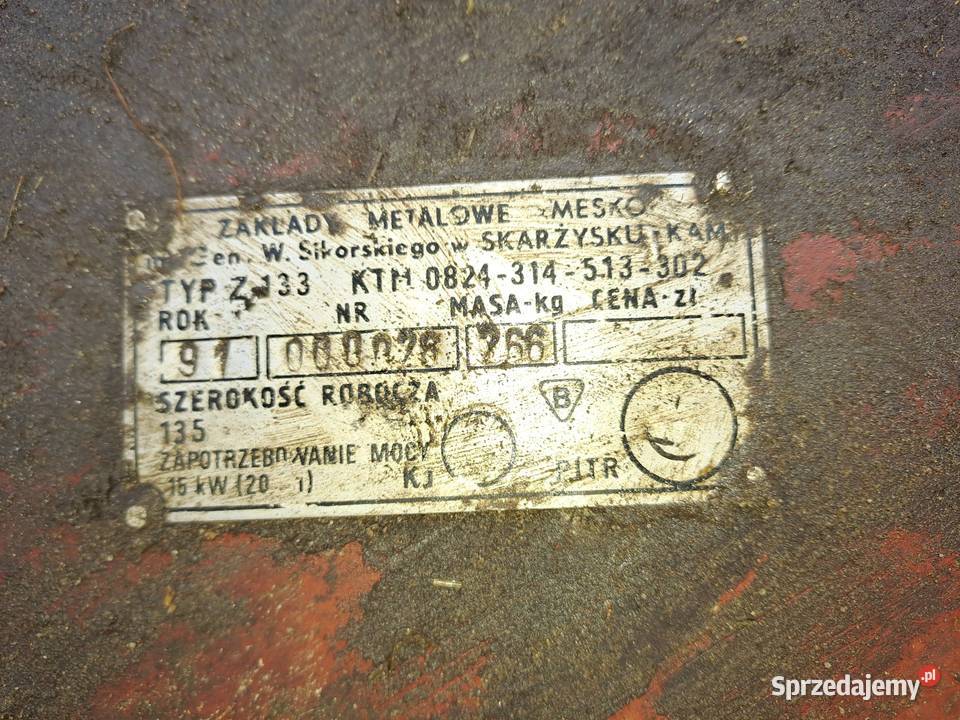 ZAKŁADY METALOWE MESKO
im. Gen. W. Sikorskiego w SKARŻYSKU-KAM
TYP Z-133 KTM 0824-314-513-302
ROK NR MASA-kg CENA-zł
91 000028 266
SZEROKOŚĆ ROBOCZA
135
ZAPOTRZEBOWANIE MOCY
15 kW (20
KJ B PITR
Sprzedajemy.pl